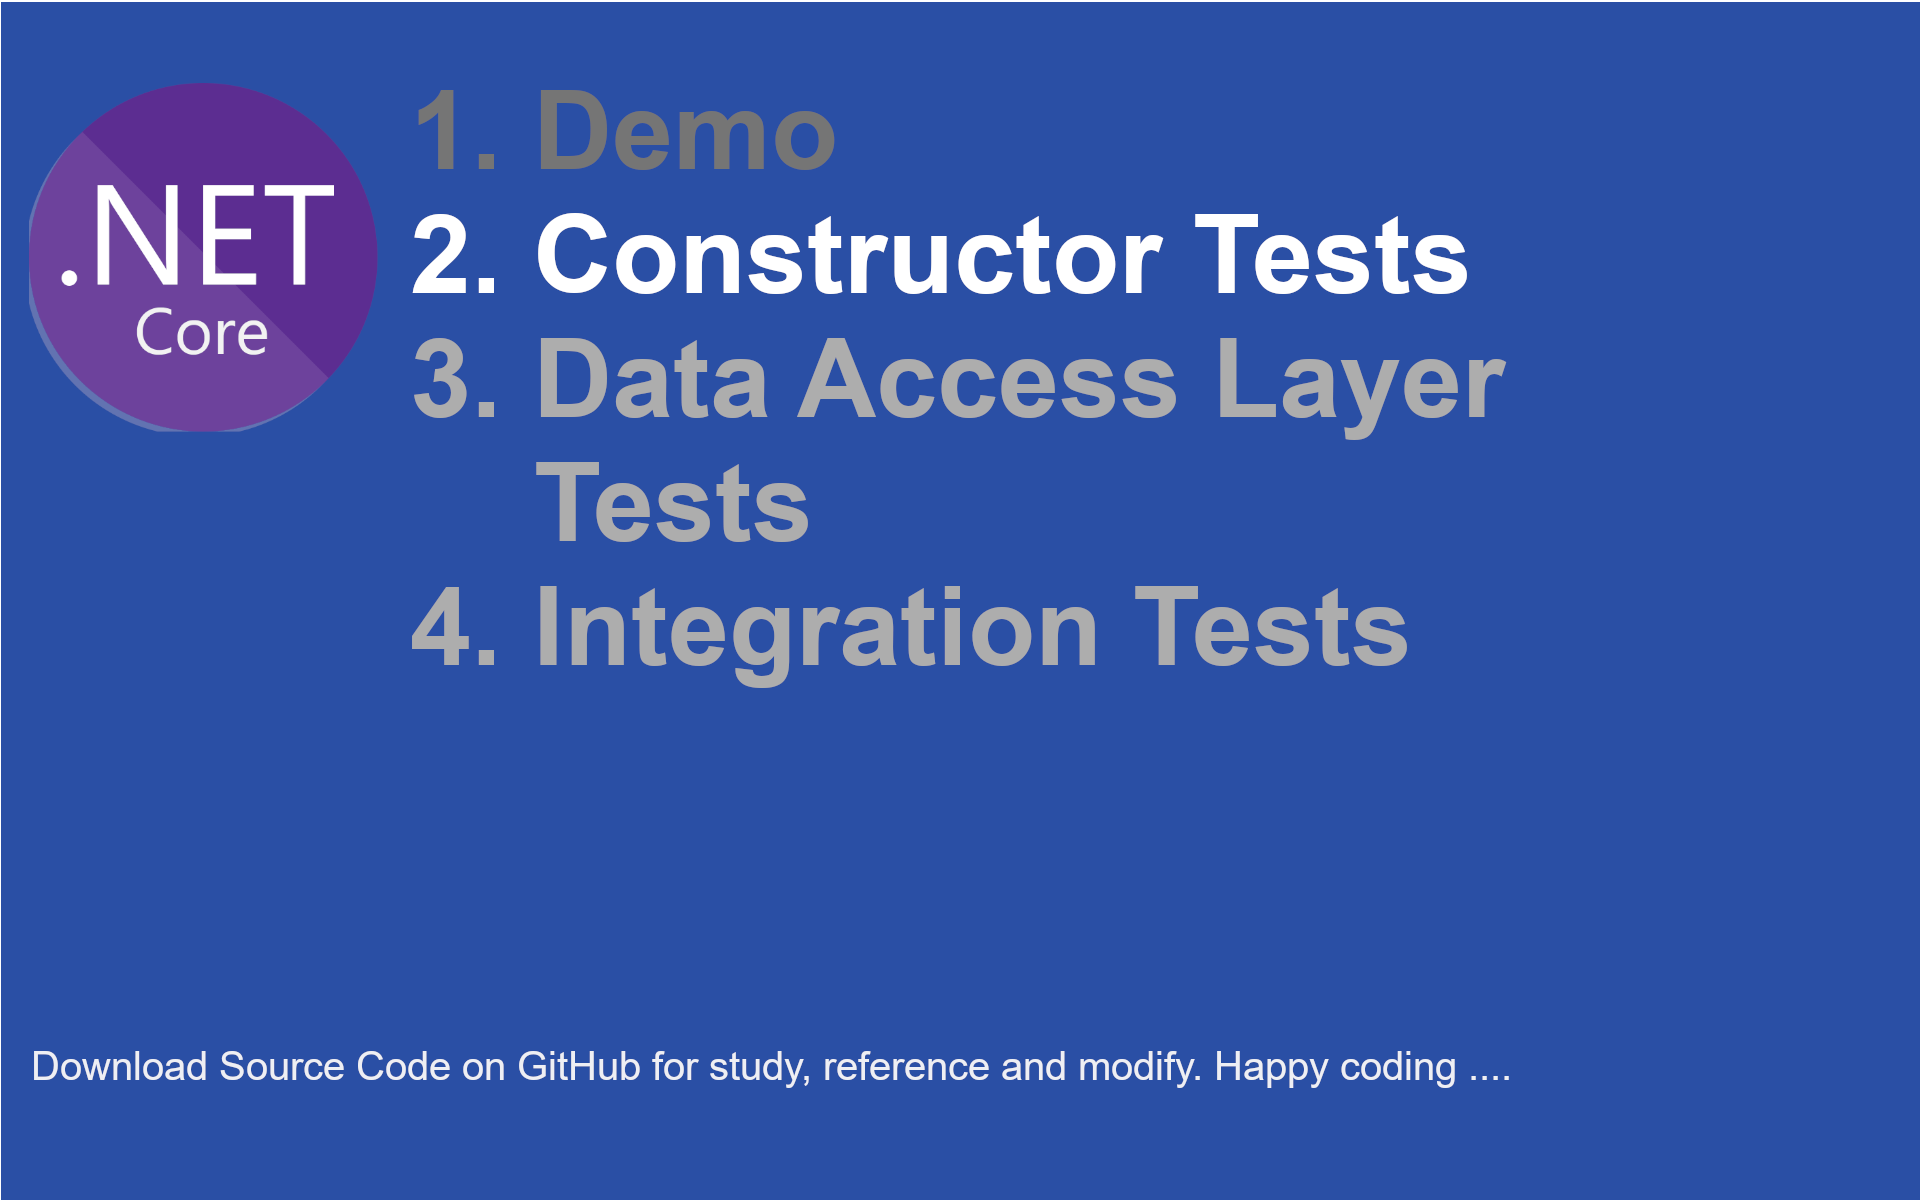 .NET
Core
1. Demo
2. Constructor Tests
3. Data Access Layer
Tests
4. Integration Tests
Download Source Code on GitHub for study, reference and modify. Happy coding ....